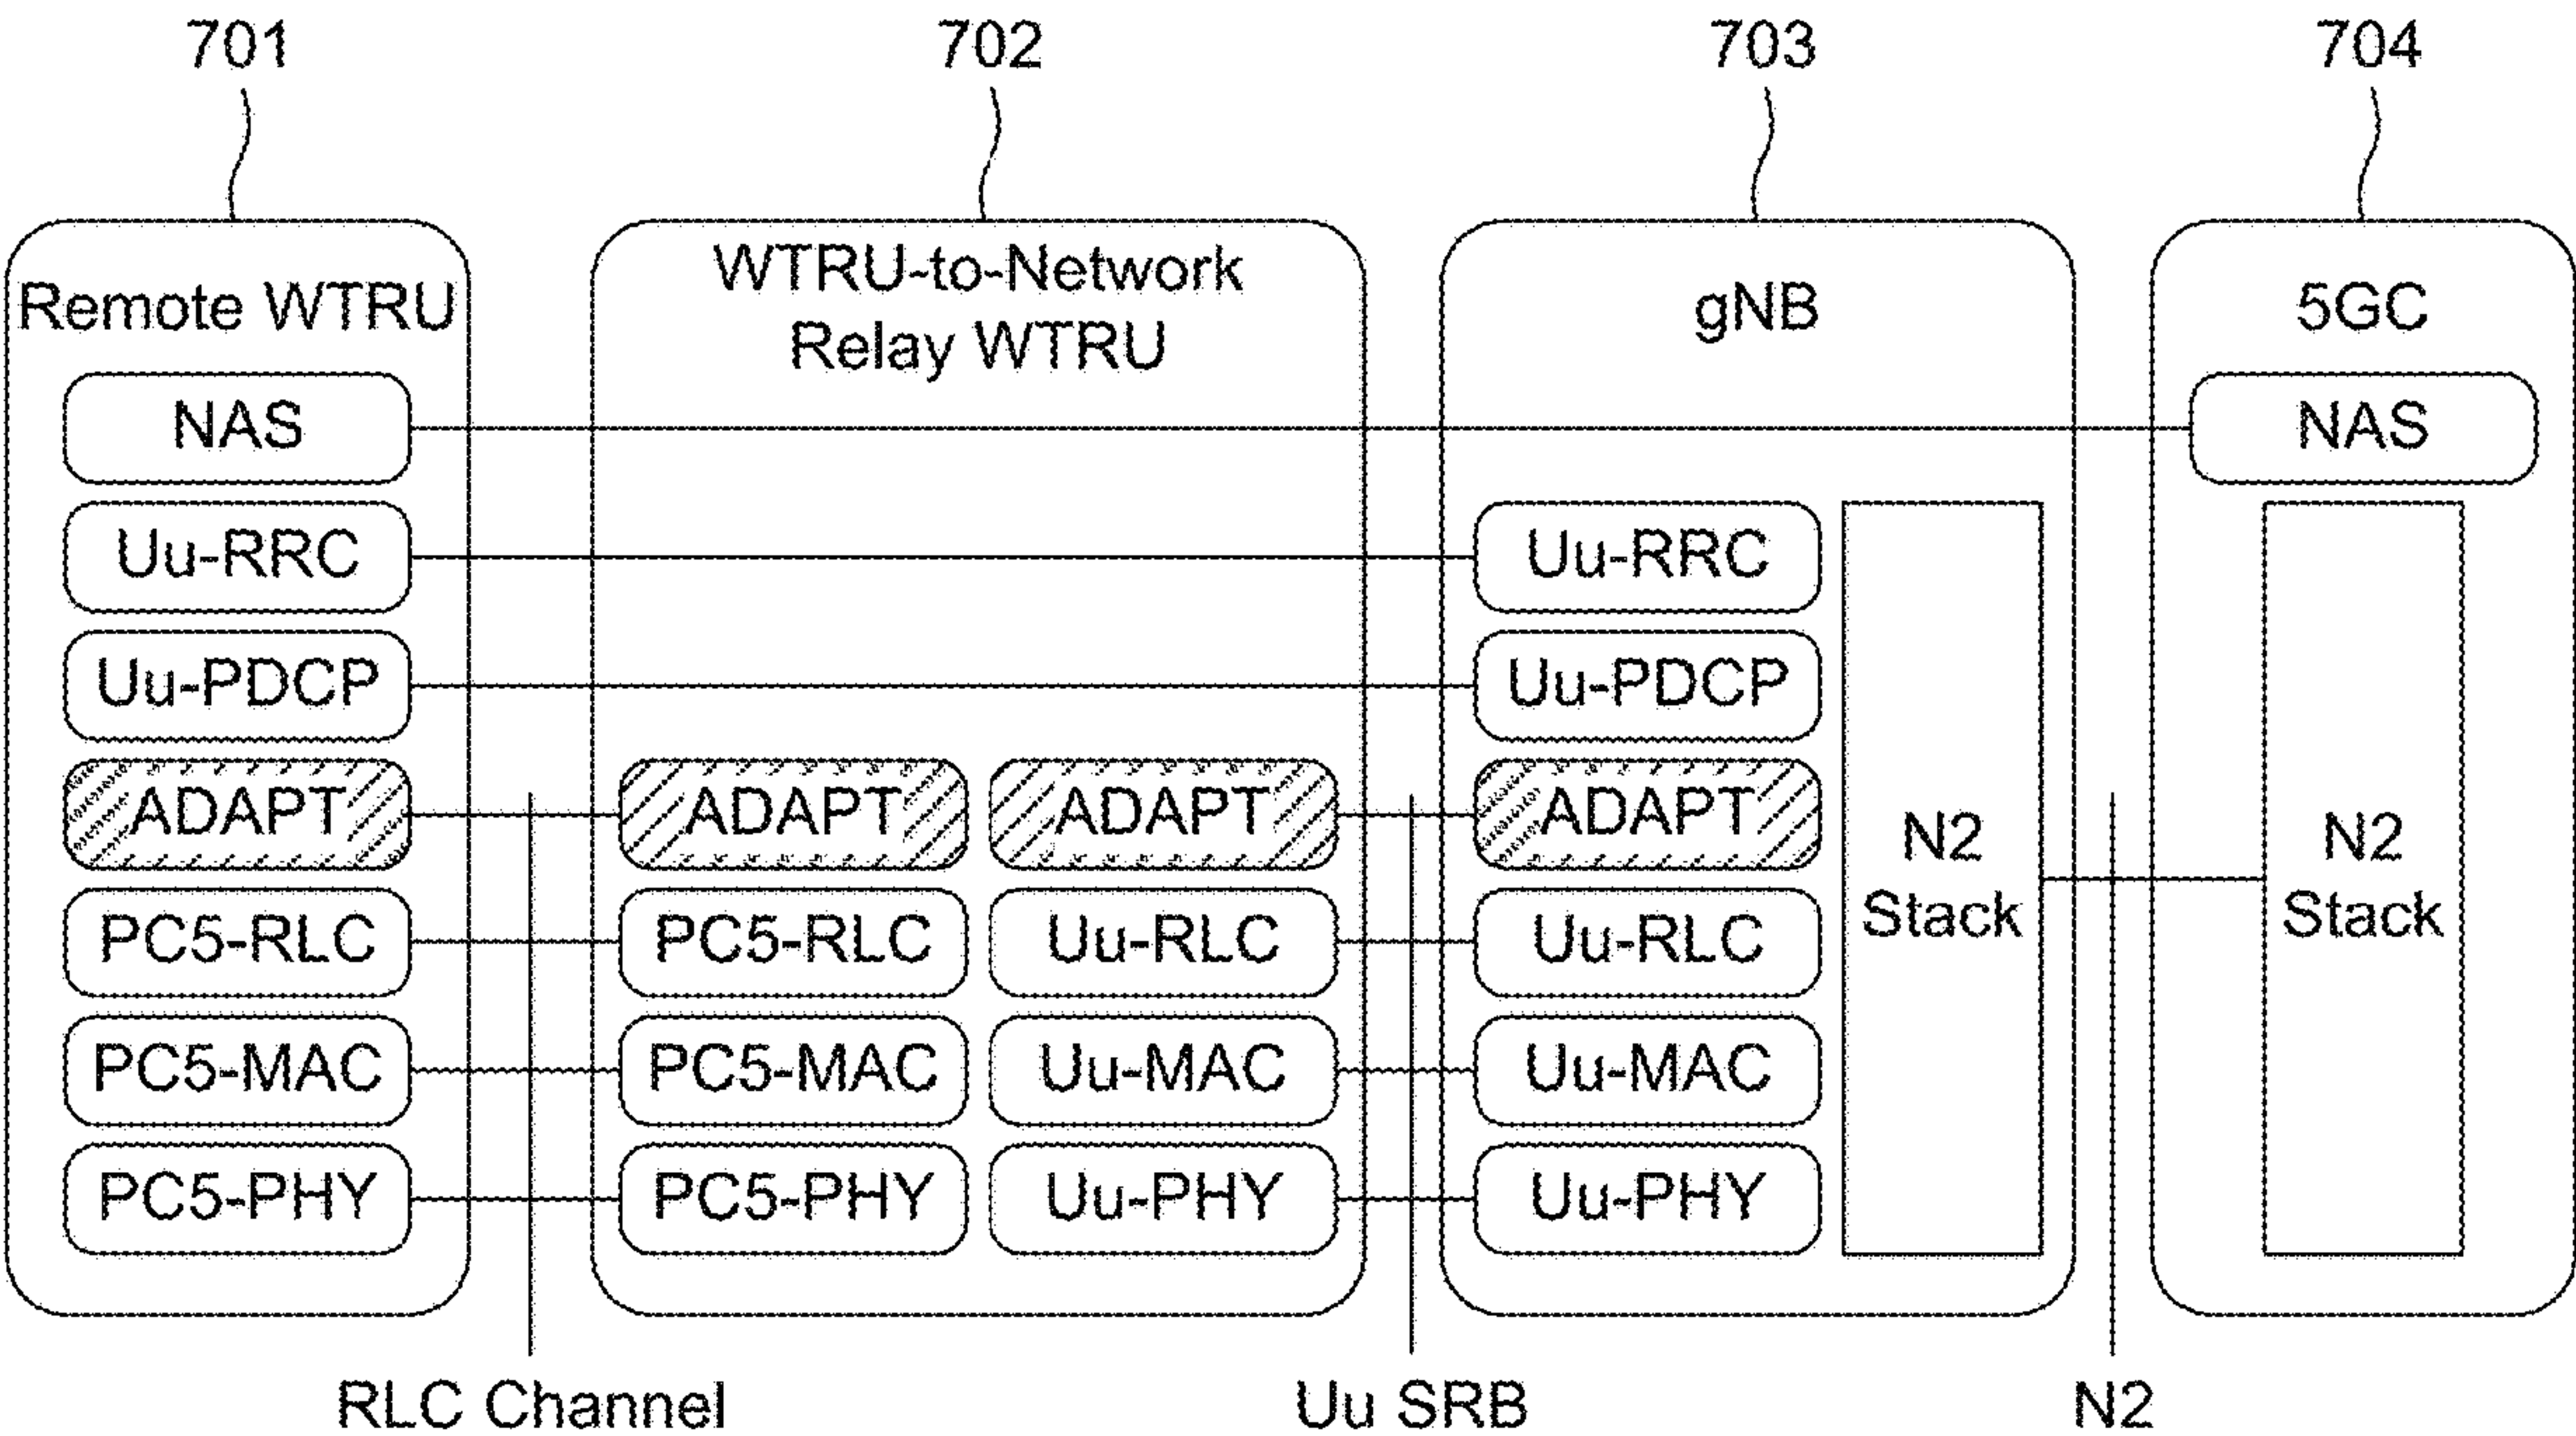 701
702
703
704
Remote WTRU
NAS
Uu-RRC
Uu-PDCP
ADAPT
PC5-RLC
PC5-MAC
PC5-PHY
WTRU-to-Network
Relay WTRU
ADAPT
PC5-RLC
PC5-MAC
PC5-PHY
ADAPT
Uu-RLC
Uu-MAC
Uu-PHY
gNB
Uu-RRC
Uu-PDCP
ADAPT
Uu-RLC
Uu-MAC
Uu-PHY
N2
Stack
5GC
NAS
N2
Stack
RLC Channel
Uu SRB
N2